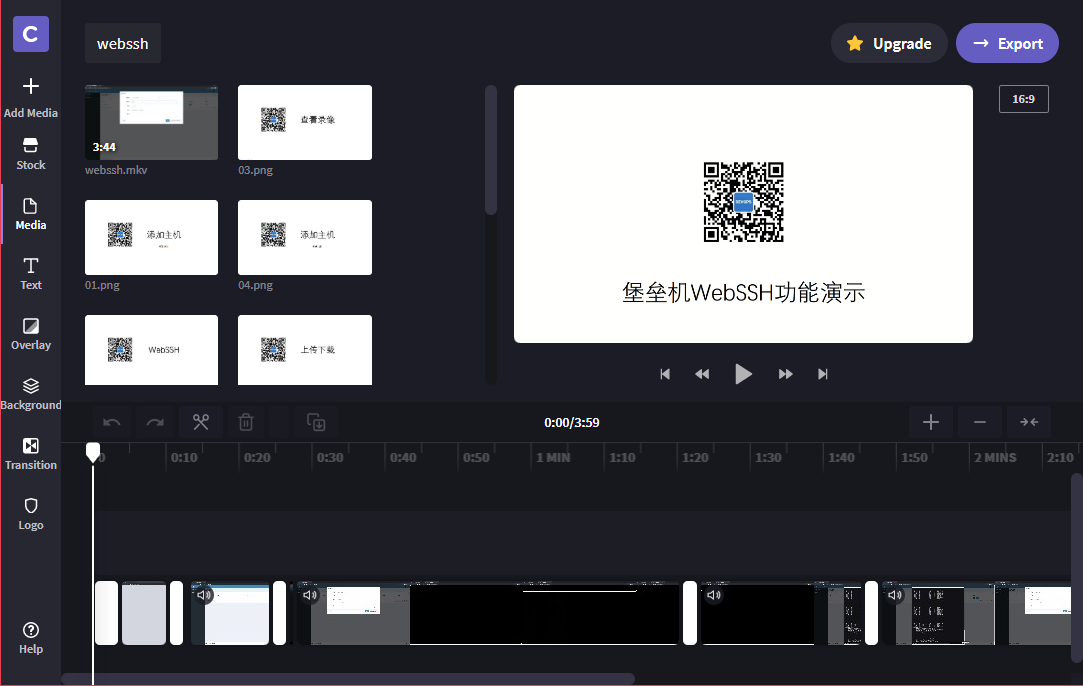 C
webssh
Upgrade
Export
Add Media
Stock
Media
Text
Overlay
Background
Transition
Logo
Help
3:44
webssh.mkv
查看录像
03.png
添加主机
01.png
添加主机
04.png
WebSSH
上传下载
16:9
DEVOPS
堡垒机WebSSH功能演示
0:00/3:59
0
0:10
0:20
0:30
0:40
0:50
1 MIN
1:10
1:20
1:30
1:40
1:50
2 MINS
2:10